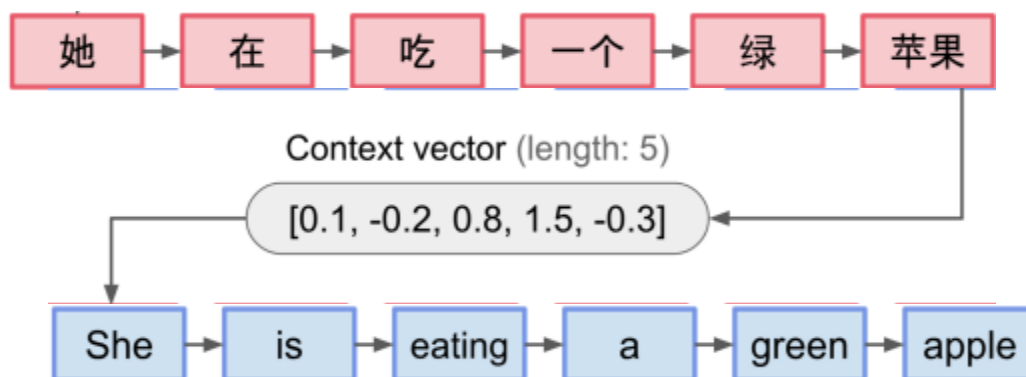 她 在 吃 一个 绿 苹果
Context vector (length: 5)
[0.1, -0.2, 0.8, 1.5, -0.3]
She is eating a green apple